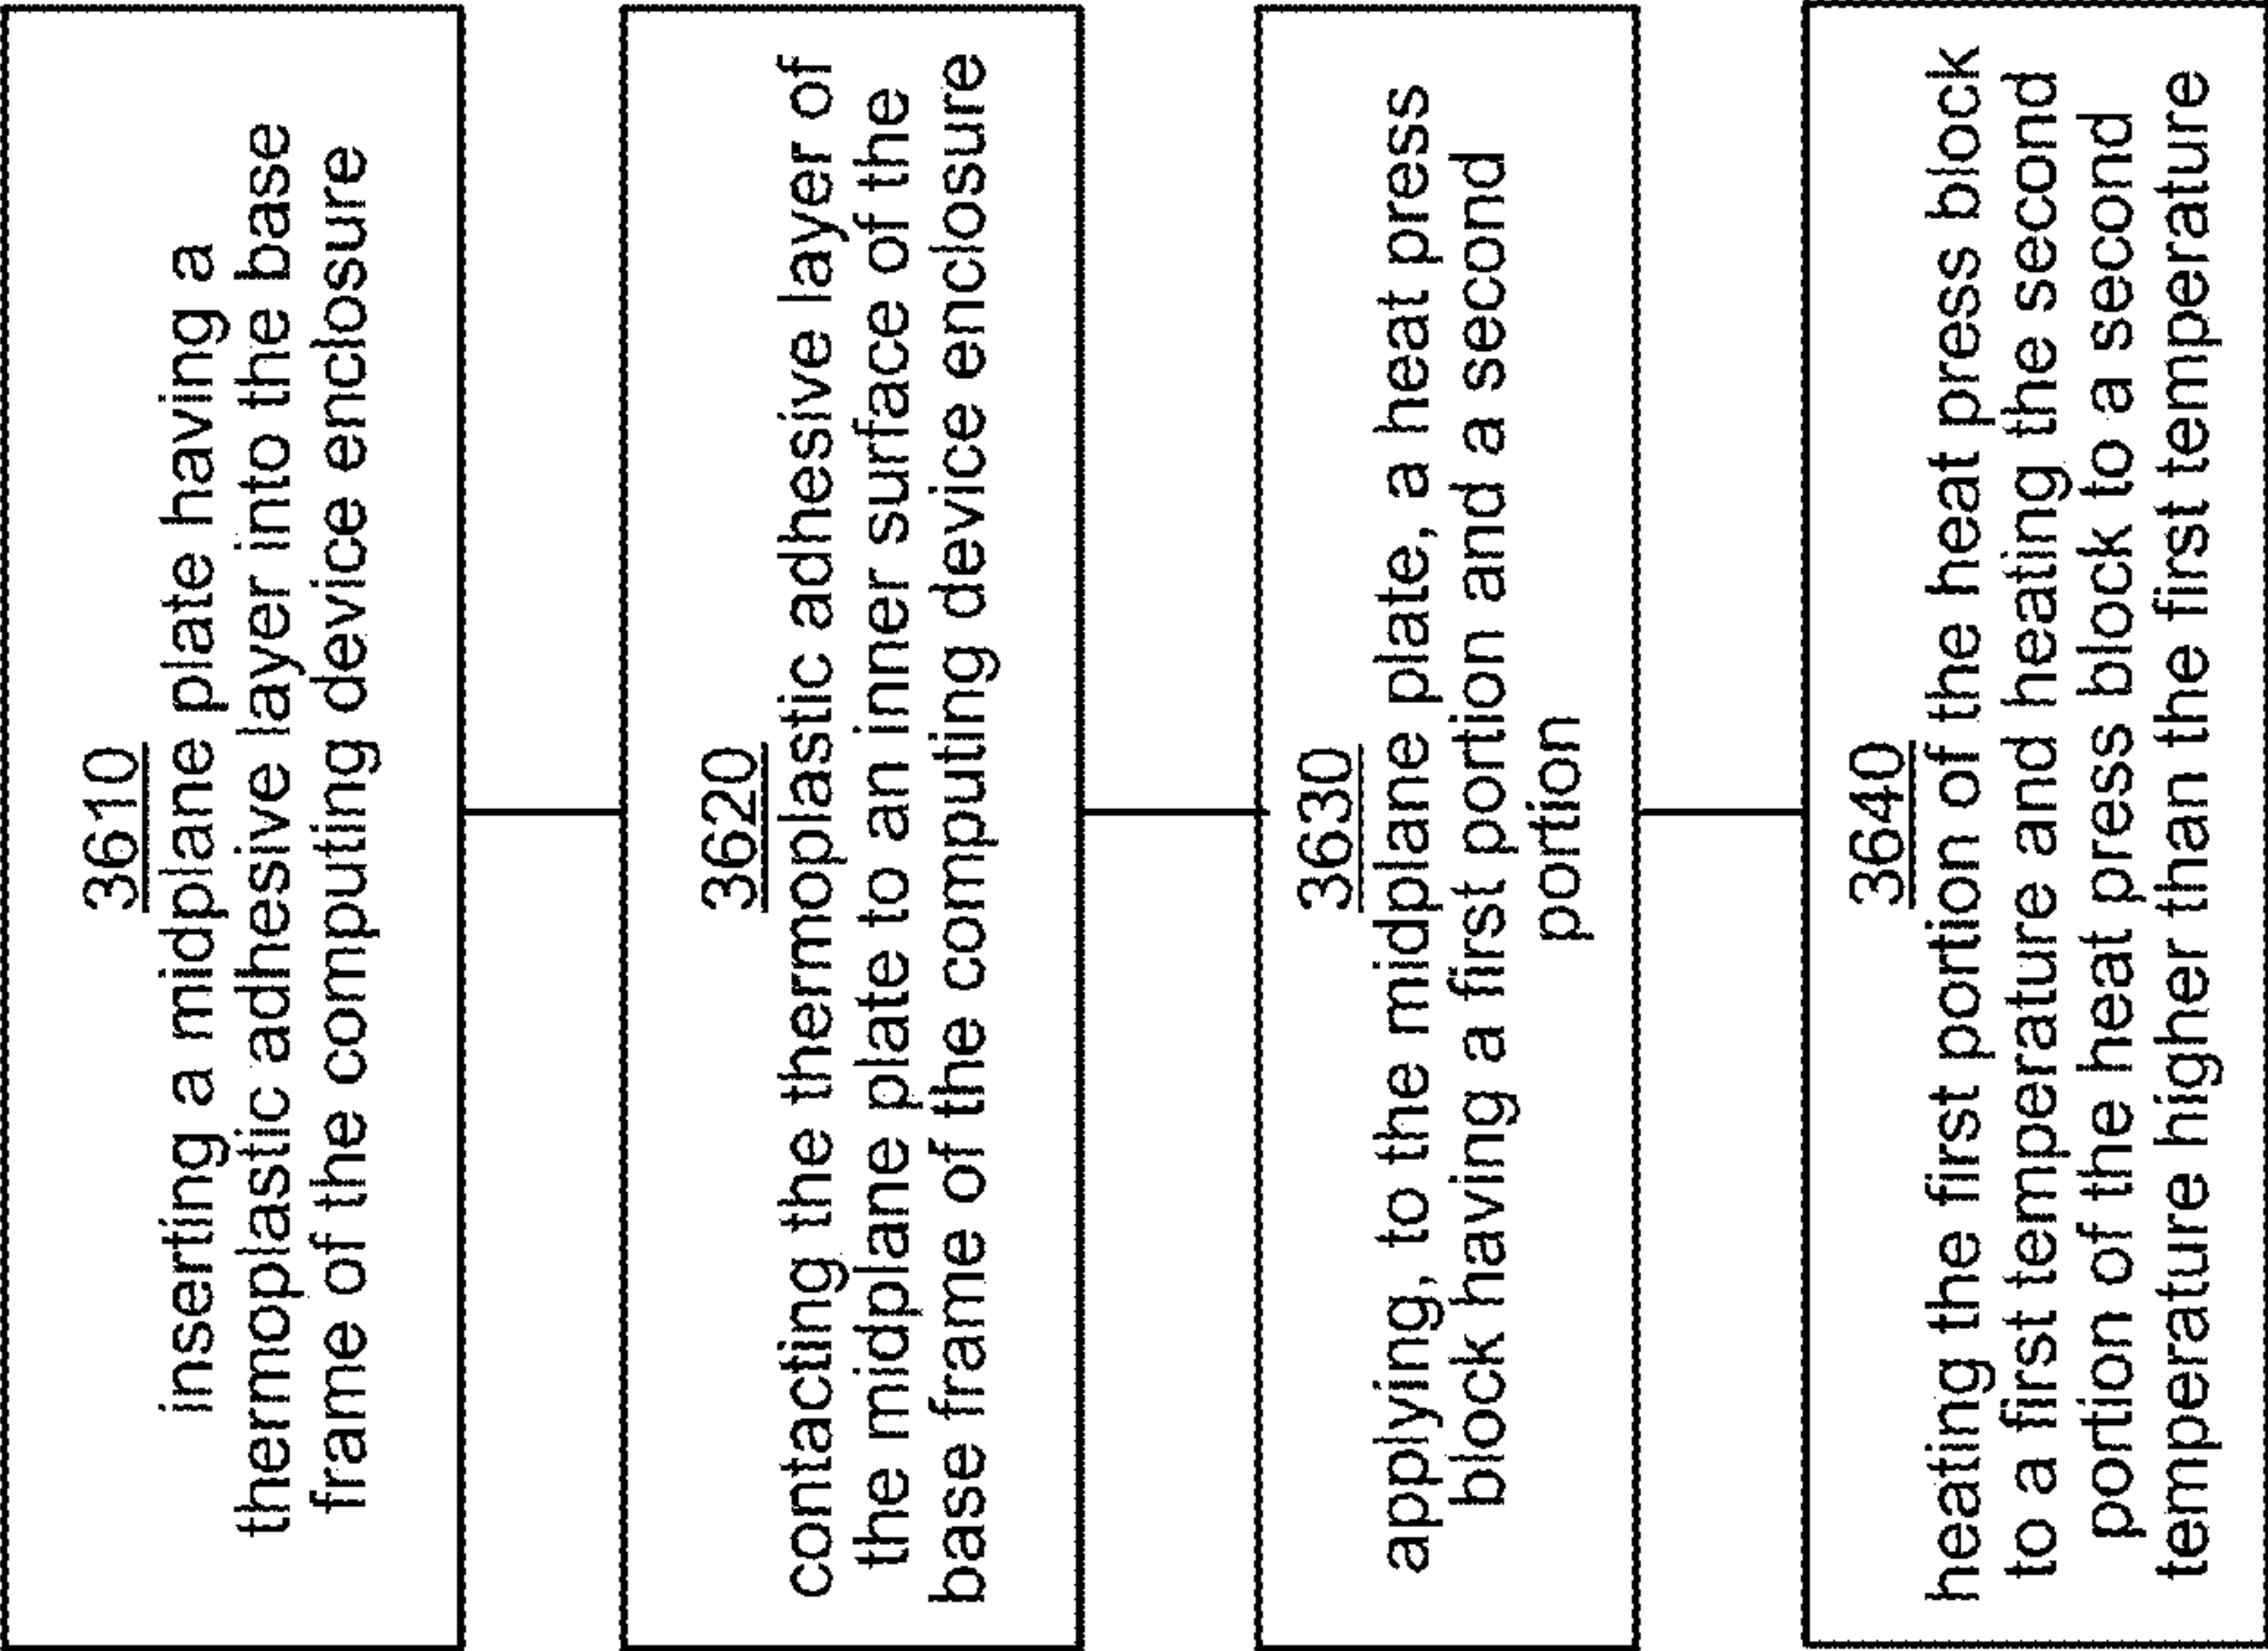 3610
inserting a midplane plate having a
thermoplastic adhesive layer into the base
frame of the computing device enclosure
3620
contacting the thermoplastic adhesive layer of
the midplane plate to an inner surface of the
base frame of the computing device enclosure
3630
applying, to the midplane plate, a heat press
block having a first portion and a second
portion
3640
heating the first portion of the heat press block
to a first temperature and heating the second
portion of the heat press block to a second
temperature higher than the first temperature